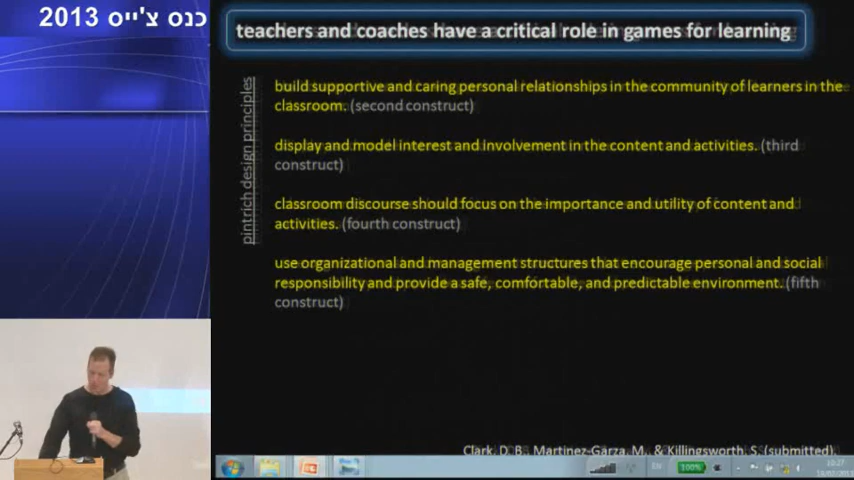 כנס צ'ייס 2013
teachers and coaches have a critical role in games for learning
pintrich design principles
build supportive and caring personal relationships in the community of learners in the
classroom. (second construct)
display and model interest and involvement in the content and activities. (third
construct)
classroom discourse should focus on the importance and utility of content and
activities. (fourth construct)
use organizational and management structures that encourage personal and social
responsibility and provide a safe, comfortable, and predictable environment. (fifth
construct)
Clark, D. B., Martinez-Garza, M., & Killingsworth, S. (submitted).
EN
100%
10:27